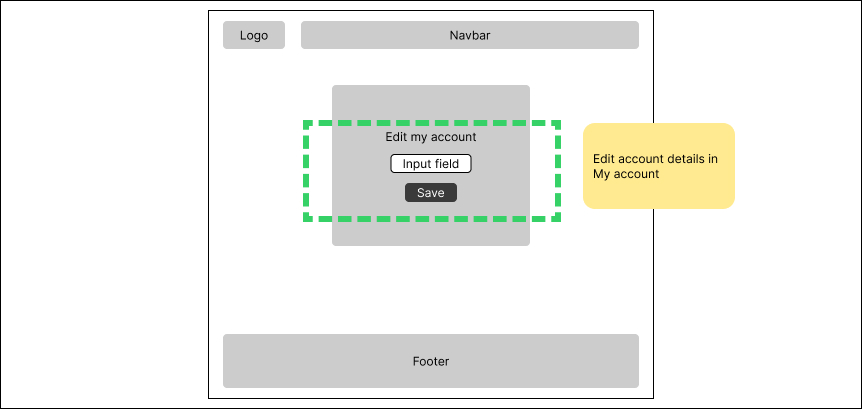 Logo
Navbar
Edit my account
Input field
Save
Edit account details in
My account
Footer